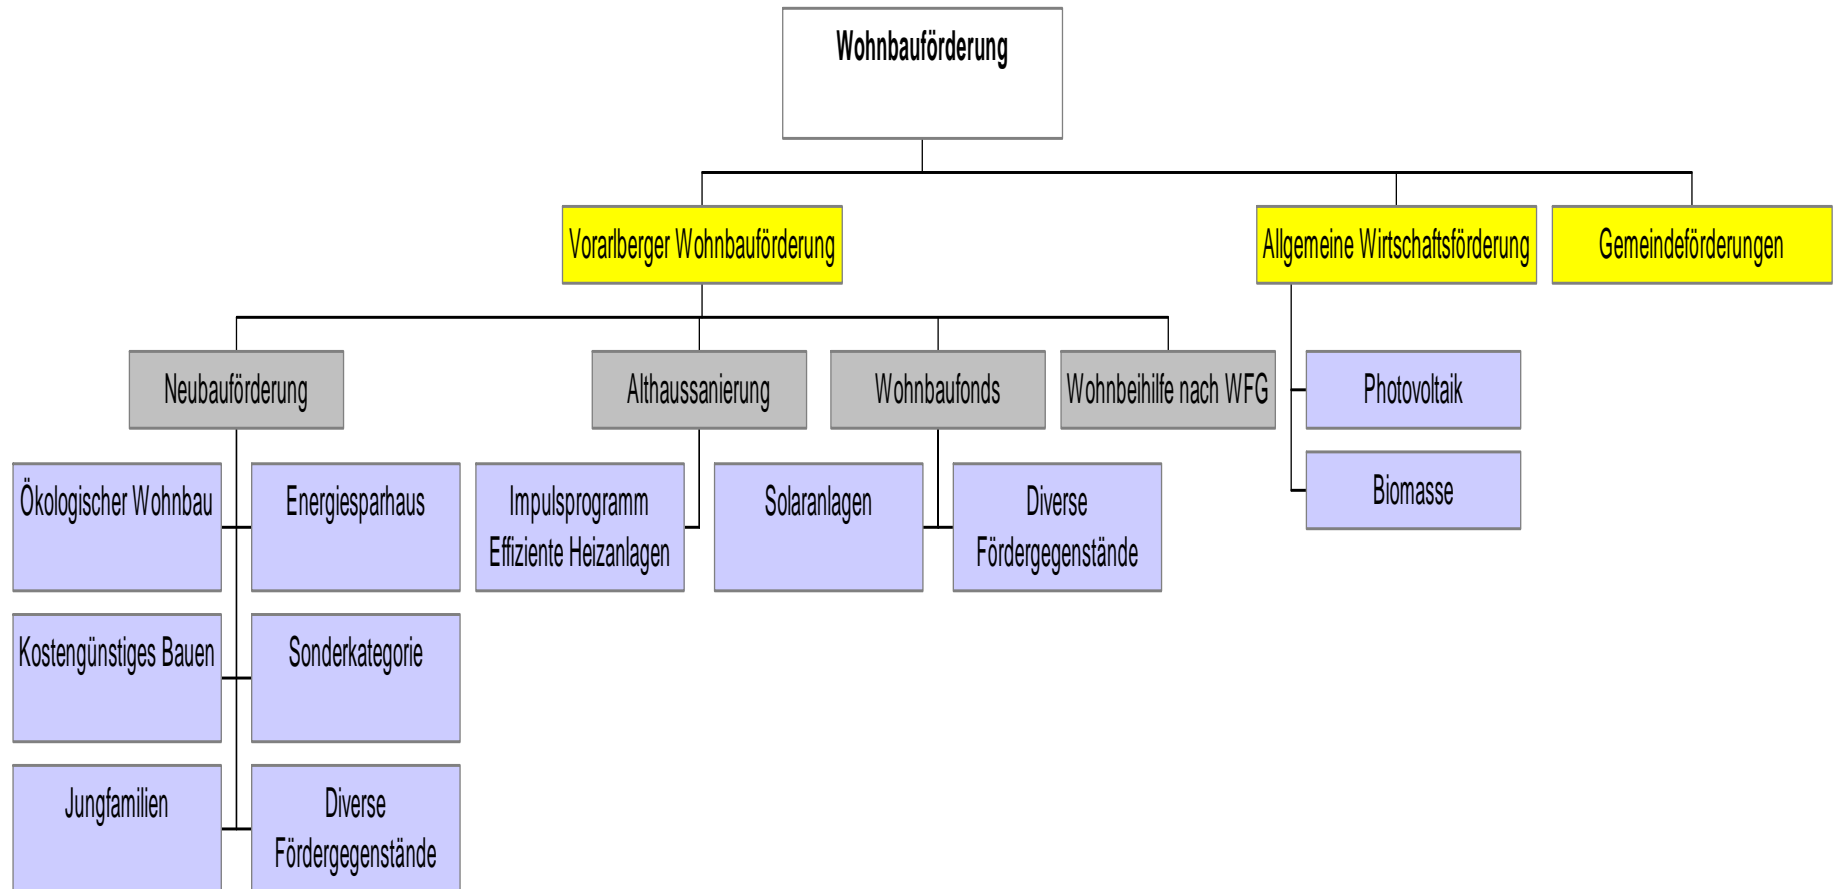 Wohnbauförderung
Vorarlberger Wohnbauförderung
Allgemeine Wirtschaftsförderung
Gemeindeförderungen
Neubauförderung
Althaussanierung
Wohnbaufonds
Wohnbeihilfe nach WFG
Photovoltaik
Biomasse
Ökologischer Wohnbau
Energiesparhaus
Impulsprogramm
Effiziente Heizanlagen
Solaranlagen
Diverse
Fördergegenstände
Kostengünstiges Bauen
Sonderkategorie
Jungfamilien
Diverse
Fördergegenstände